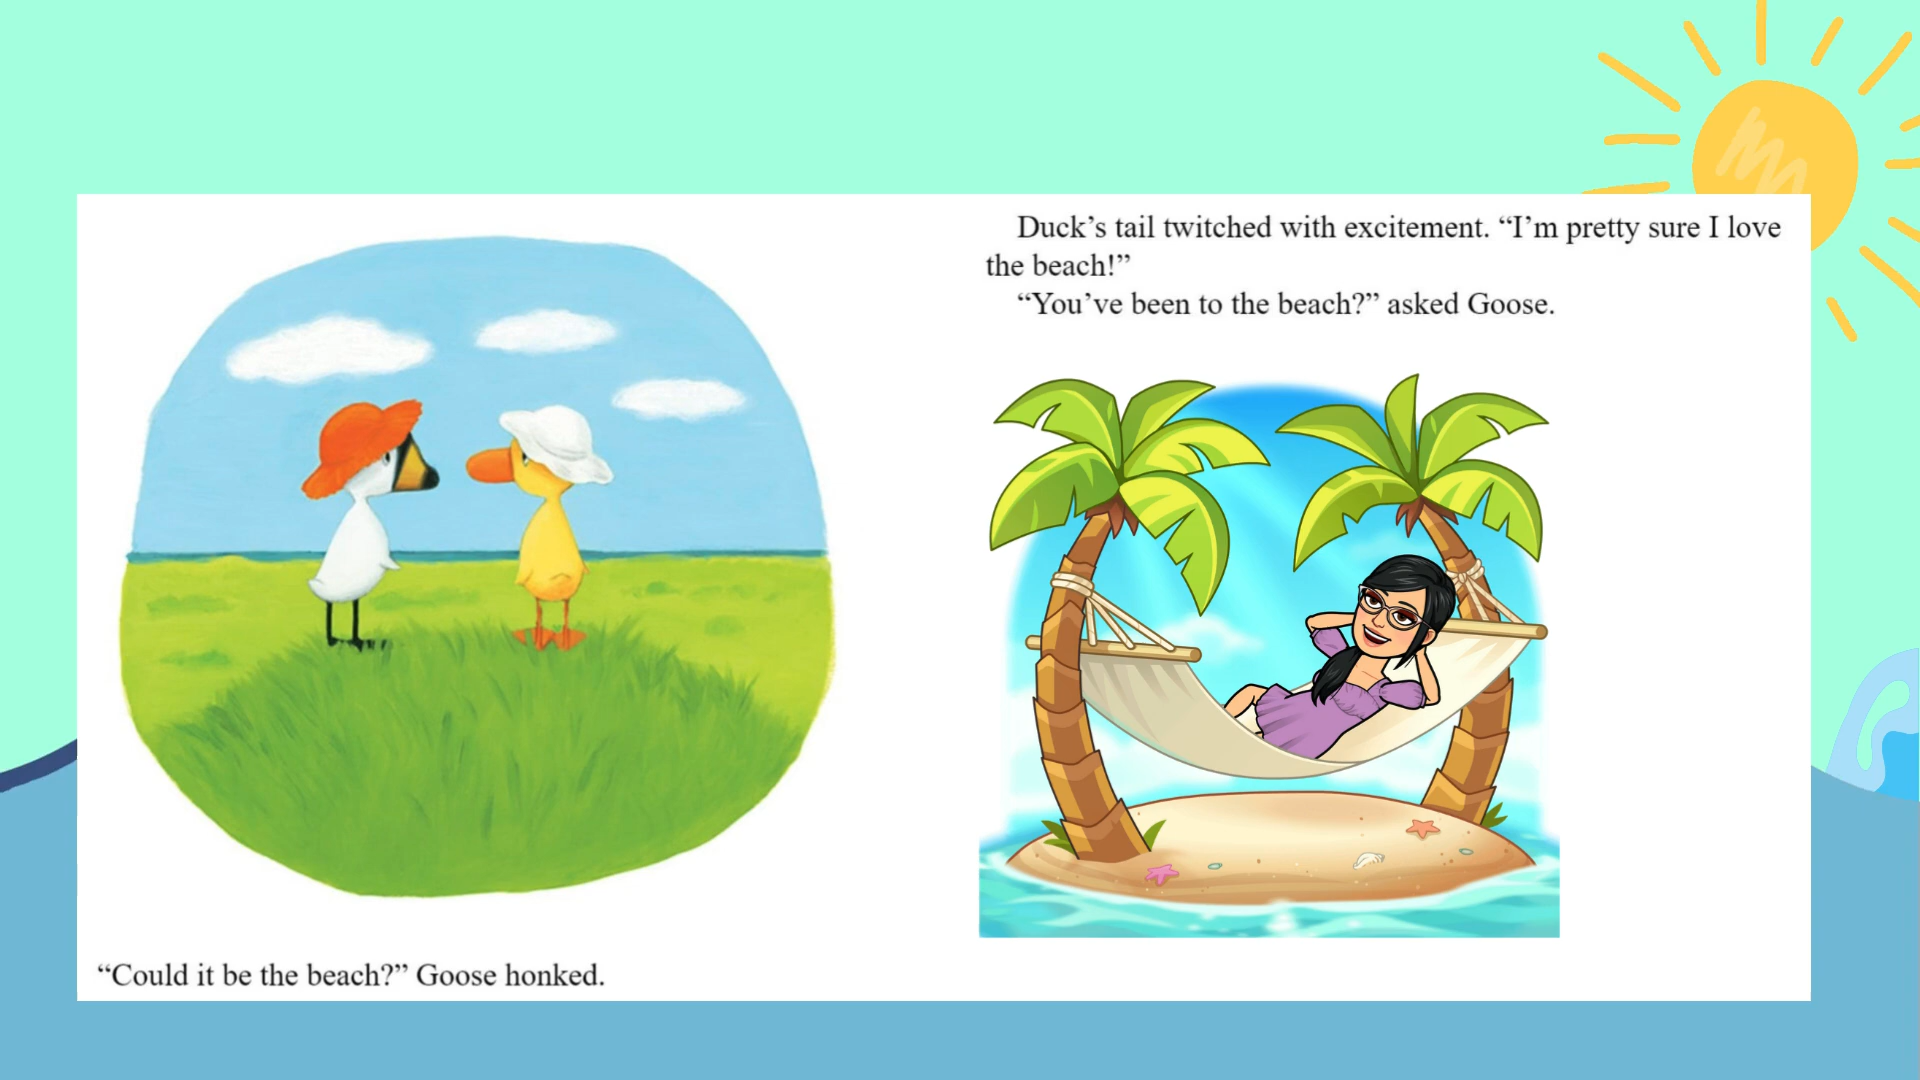 “Could it be the beach?” Goose honked.
Duck’s tail twitched with excitement. “I’m pretty sure I love
the beach!”
“You’ve been to the beach?” asked Goose.